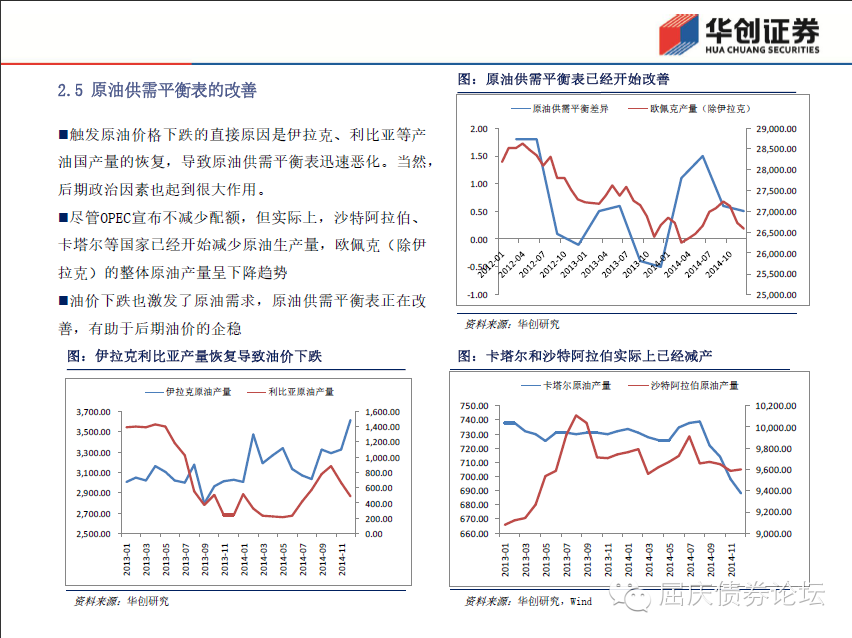 华创证券
HUA CHUANG SECURITIES
2.5 原油供需平衡表的改善
■触发原油价格下跌的直接原因是伊拉克、利比亚等产
油国产量的恢复，导致原油供需平衡表迅速恶化。当然，
后期政治因素也起到很大作用。
■尽管OPEC宣布不减少配额，但实际上，沙特阿拉伯、
卡塔尔等国家已经开始减少原油生产量，欧佩克（除伊
拉克）的整体原油产量呈下降趋势
■油价下跌也激发了原油需求，原油供需平衡表正在改
善，有助于后期油价的企稳
图：原油供需平衡表已经开始改善
原油供需平衡差异 欧佩克产量（除伊拉克）
2.00 29,000.00
28,500.00
1.50 28,000.00
1.00 27,500.00
0.50 27,000.00
0.00 26,500.00
26,000.00
-0.50 25,500.00
-1.00 25,000.00
2012-01 2012-04 2012-07 2012-10 2013-01 2013-04 2013-07 2013-10 2014-01 2014-04 2014-07 2014-10
资料来源：华创研究
图：伊拉克利比亚产量恢复导致油价下跌
伊拉克原油产量 利比亚原油产量
3,700.00 1,600.00
1,400.00
3,500.00 1,200.00
3,300.00 1,000.00
3,100.00 800.00
2,900.00 600.00
400.00
2,700.00 200.00
2,500.00 0.00
2013-01 2013-03 2013-05 2013-07 2013-09 2013-11 2014-01 2014-03 2014-05 2014-07 2014-09 2014-11
资料来源：华创研究
图：卡塔尔和沙特阿拉伯实际上已经减产
卡塔尔原油产量 沙特阿拉伯原油产量
750.00 10,200.00
740.00 10,000.00
730.00
720.00 9,800.00
710.00 9,600.00
700.00
690.00 9,400.00
680.00 9,200.00
670.00
660.00 9,000.00
2013-01 2013-03 2013-05 2013-07 2013-09 2013-11 2014-01 2014-03 2014-05 2014-07 2014-09 2014-11
资料来源：华创研究，Wind
屈庆债券论坛